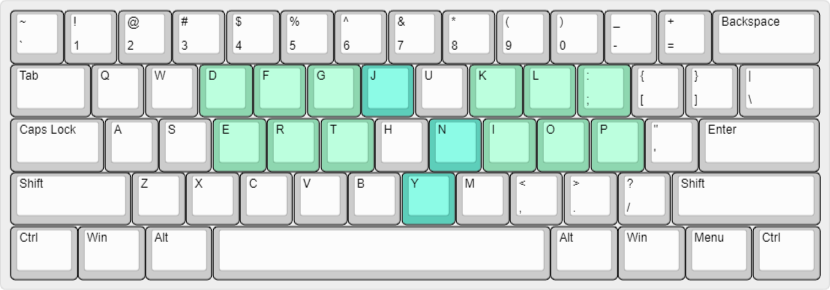 ~ ! @ # $ % ^ & * ( ) _ + Backspace
` 1 2 3 4 5 6 7 8 9 0 - =
Tab Q W D F G J U K L : { } |
; [ ] \
Caps Lock A S E R T H N I O P " Enter
'
Shift Z X C V B Y M < > ? Shift
, . /
Ctrl Win Alt Alt Win Menu Ctrl